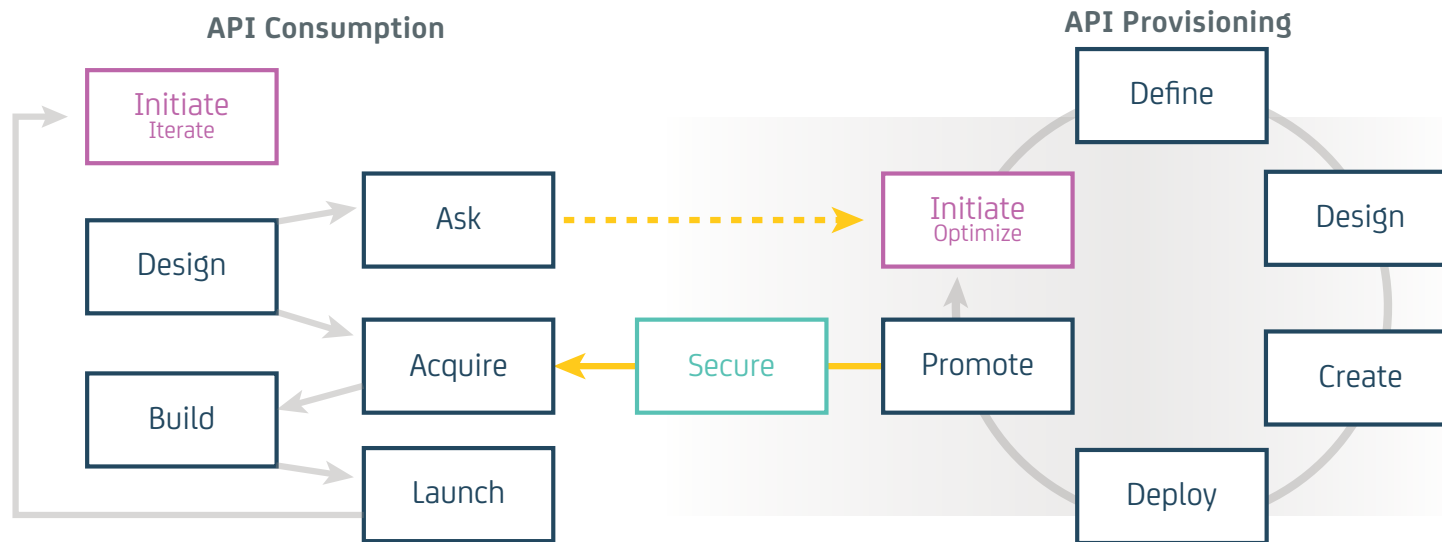 API Consumption
API Provisioning
Initiate
Iterate
Design
Ask
Acquire
Build
Launch
Secure
Define
Initiate
Optimize
Design
Promote
Create
Deploy